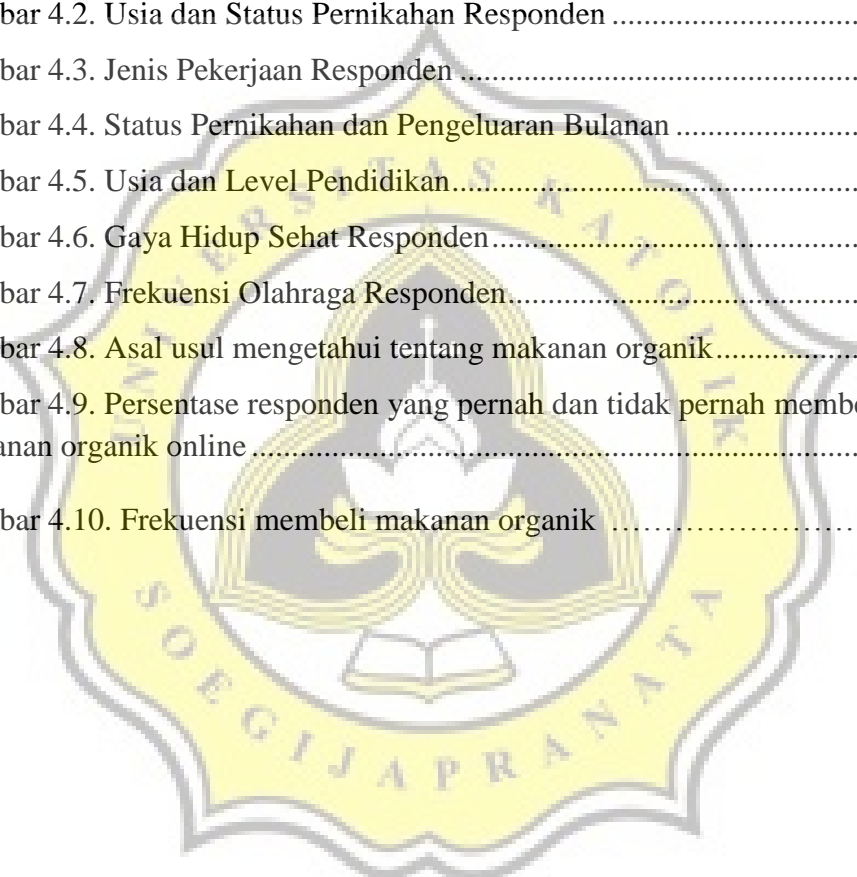 bar 4.2. Usia dan Status Pernikahan Responden ..............................
bar 4.3. Jenis Pekerjaan Responden ................................................
bar 4.4. Status Pernikahan dan Pengeluaran Bulanan ......................
bar 4.5. Usia dan Level Pendidikan..................................................
bar 4.6. Gaya Hidup Sehat Responden.............................................
bar 4.7. Frekuensi Olahraga Responden...........................................
bar 4.8. Asal usul mengetahui tentang makanan organik.................
bar 4.9. Persentase responden yang pernah dan tidak pernah membe
anan organik online ..........................................................................
bar 4.10. Frekuensi membeli makanan organik ........................
UNIVERSITAS KATOLIK
SOEGIJAPRANATA